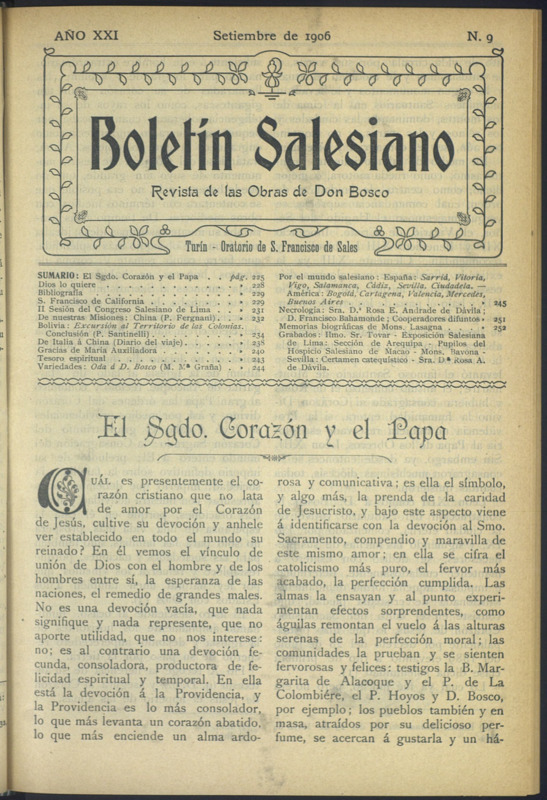 AÑO XXI Setiembre de 1906 N. 9
Boletín Salesiano
Revista de las Obras de Don Bosco
Turín - Oratorio de S. Francisco de Sales
SUMARIO: El Sgdo. Corazón y el Papa . . pág. 225
Dios lo quiere . . . . . . . . . » 228
Bibliografía . . . . . . . . . » 229
S. Francisco de California . . . . . . » 229
II Sesión del Congreso Salesiano de Lima . . . » 231
De nuestras Misiones: China (P. Fergnani). . . » 232
Bolivia: Excursión al Territorio de las Colonias.
Conclusión (P. Santinelli) . . . . . . » 234
De Italia á China (Diario del viaje). . . . . » 238
Gracias de María Auxiliadora . . . . . » 240
Tesoro espiritual . . . . . . . . » 243
Variedades: Oda á D. Bosco (M. M.ª Graña) . . » 244
Por el mundo salesiano: España: Sarriá, Vitoria,
Vigo, Salamanca, Cádiz, Sevilla, Ciudadela. —
América: Bogotá, Cartagena, Valencia, Mercedes,
Buenos Aires » 245
Necrología: Sra. D.ª Rosa E. Andrade de Dávila;
D. Francisco Bahamonde; Cooperadores difuntos » 251
Memorias biográficas de Mons. Lasagna . . » 252
Grabados: Ilmo. Sr. Tovar - Exposición Salesiana
de Lima: Sección de Arequipa - Pupilos del
Hospicio Salesiano de Macao - Mons. Bavona -
Sevilla: Certamen catequístico - Sra. D.ª Rosa A.
de Dávila.
El Sgdo. Corazón y el Papa
CUÁL es presentemente el co-
razón cristiano que no lata
de amor por el Corazón
de Jesús, cultive su devoción y anhele
ver establecido en todo el mundo su
reinado? En él vemos el vínculo de
unión de Dios con el hombre y de los
hombres entre sí, la esperanza de las
naciones, el remedio de grandes males.
No es una devoción vacía, que nada
signifique y nada represente, que no
aporte utilidad, que no nos interese:
no; es al contrario una devoción fe-
cunda, consoladora, productora de fe-
licidad espiritual y temporal. En ella
está la devoción á la Providencia, y
la Providencia es lo más consolador,
lo que más levanta un corazón abatido,
lo que más enciende un alma ardo-
rosa y comunicativa; es ella el símbolo,
y algo más, la prenda de la caridad
de Jesucristo, y bajo este aspecto viene
á identificarse con la devoción al Smo.
Sacramento, compendio y maravilla de
este mismo amor; en ella se cifra el
catolicismo más puro, el fervor más
acabado, la perfección cumplida. Las
almas la ensayan y al punto experi-
mentan efectos sorprendentes, como
águilas remontan el vuelo á las alturas
serenas de la perfección moral; las
comunidades la prueban y se sienten
fervorosas y felices: testigos la B. Mar-
garita de Alacoque y el P. de La
Colombiére, el P. Hoyos y D. Bosco,
por ejemplo; los pueblos también y en
masa, atraídos por su delicioso per-
fume, se acercan á gustarla y un há-